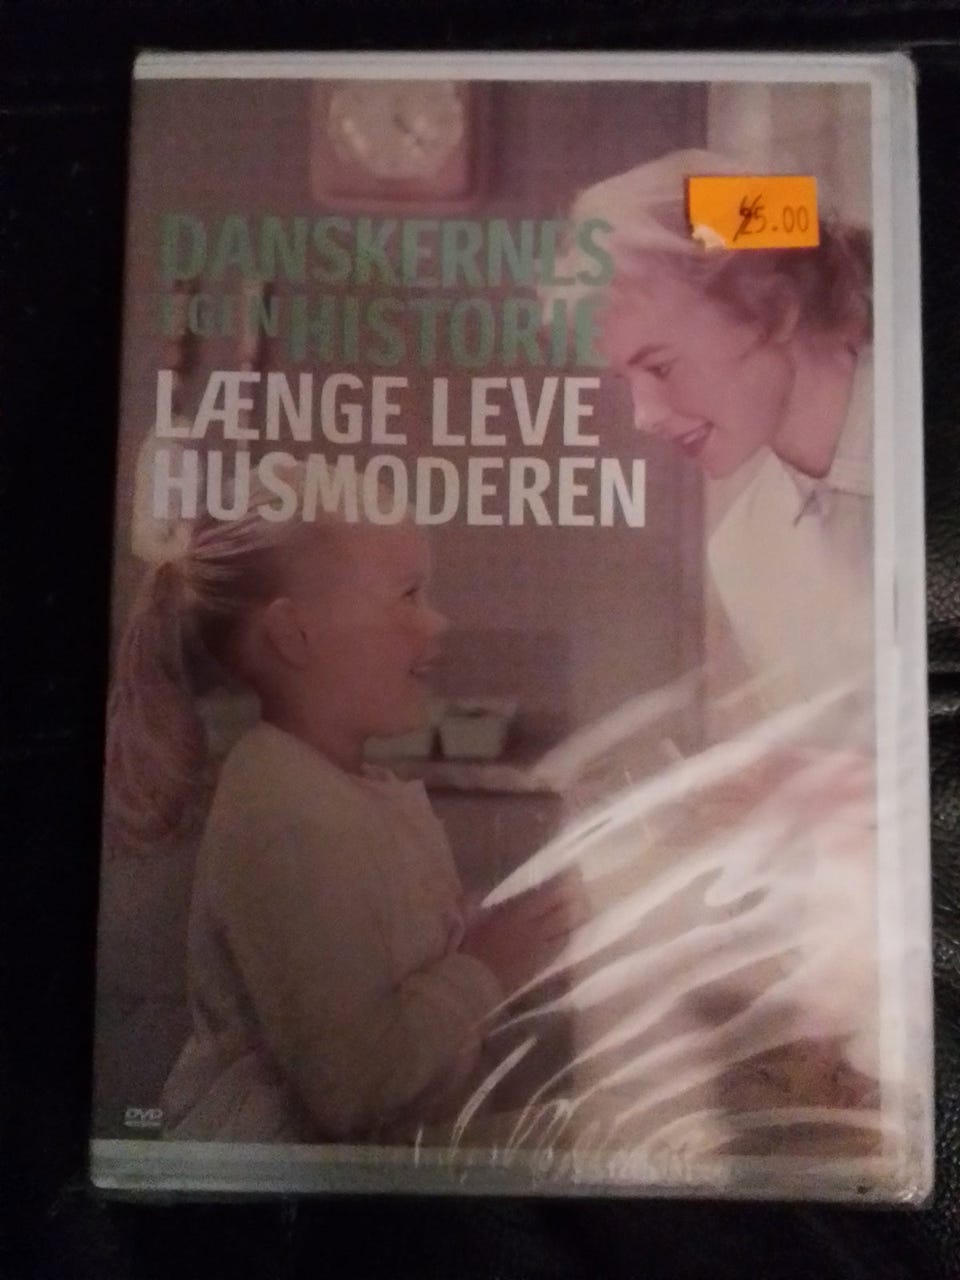 25.00
DANSKERNES
EGEN HISTORIE
LÆNGE LEVE
HUSMODEREN
DVD